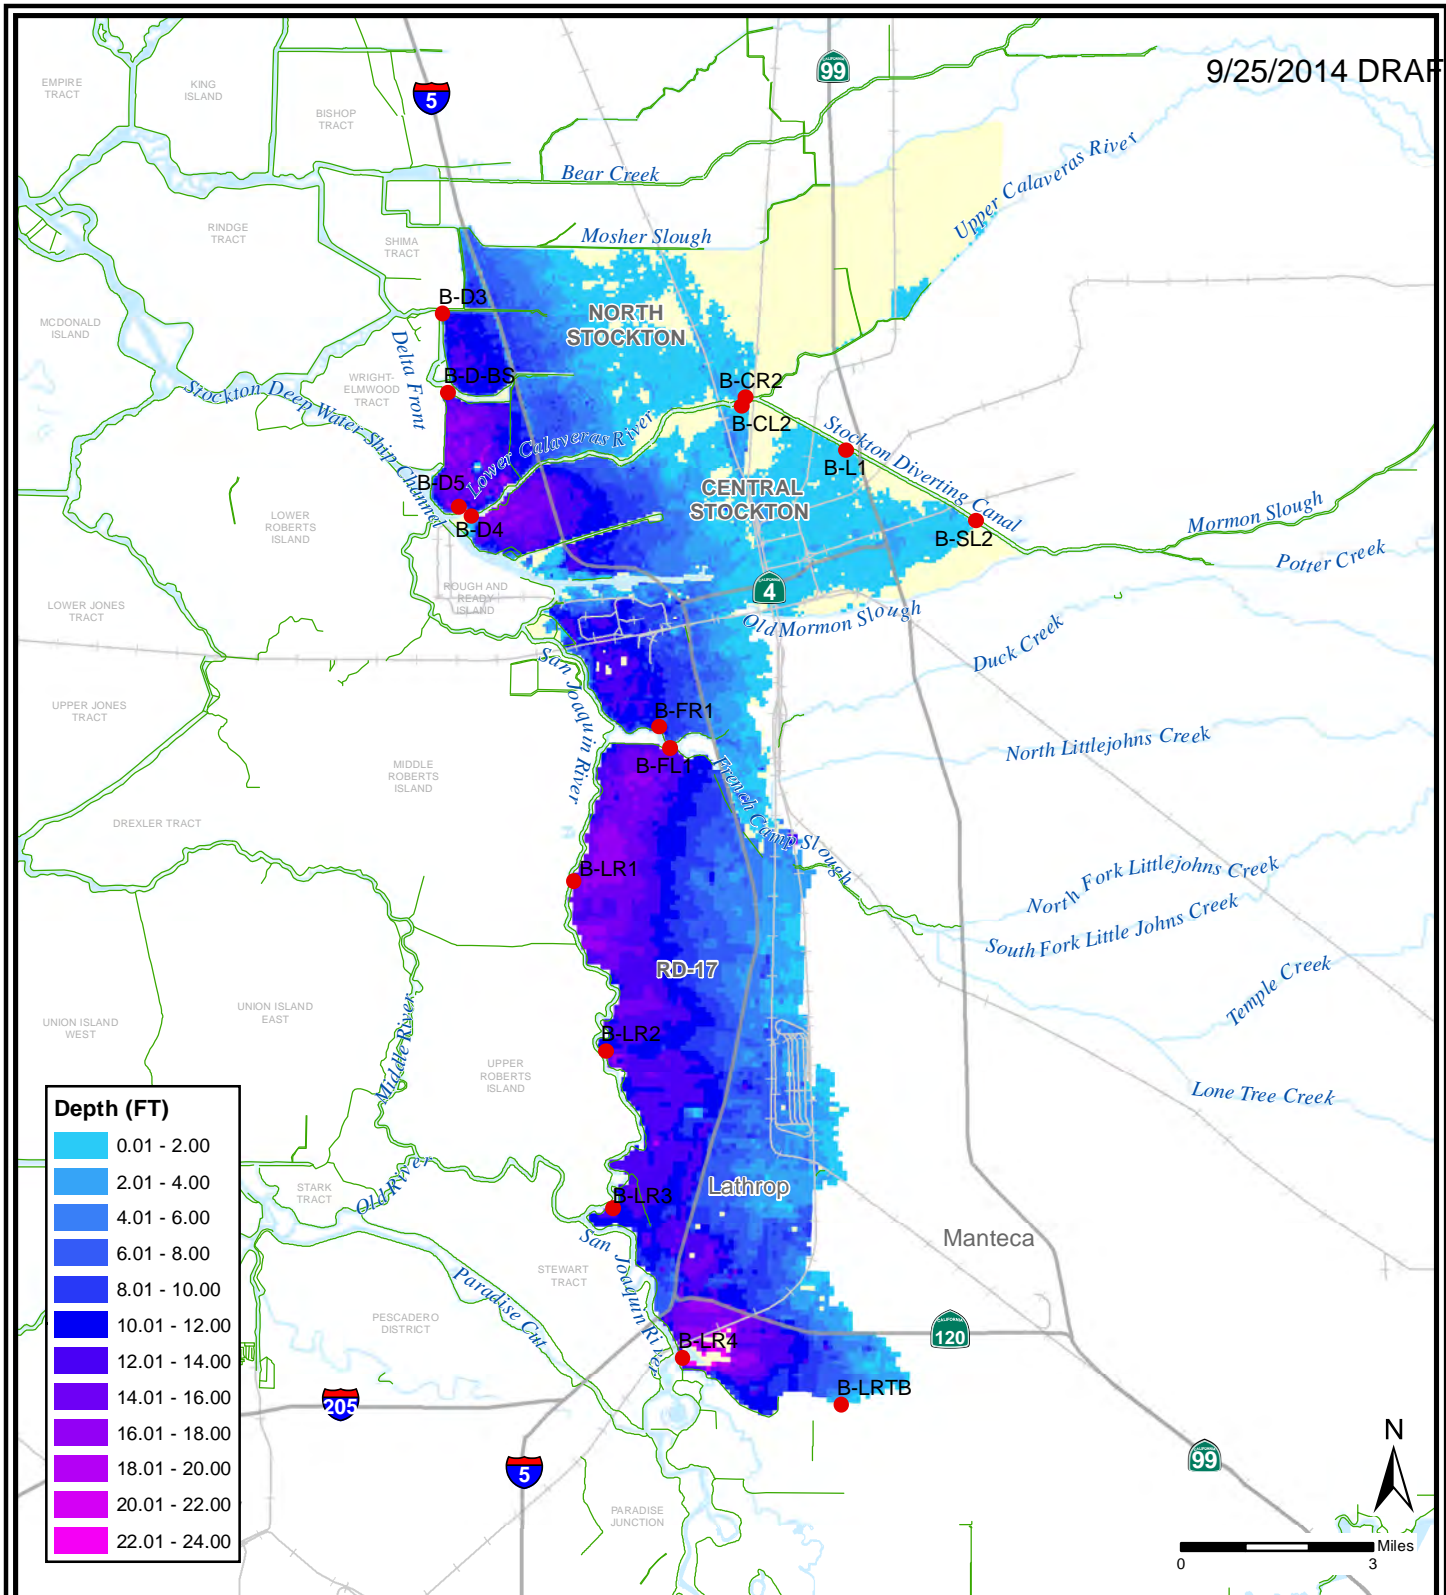 9/25/2014 DRAF
EMPIRE
TRACT
KING
ISLAND
BISHOP
TRACT
5
CALIFORNIA
99
Bear Creek
Upper Calaveras River
RINDGE
TRACT
SHIMA
TRACT
Mosher Slough
B-D3
NORTH
STOCKTON
MCDONALD
ISLAND
Delta Front
WRIGHT-
ELMWOOD
TRACT
B-D-BS
B-CR2
B-CL2
Stockton Deep Water Ship Channel
Lower Calaveras River
Stockton Diverting Canal
B-L1
B-D5
CENTRAL
STOCKTON
B-D4
B-SL2
LOWER
ROBERTS
ISLAND
Mormon Slough
Potter Creek
ROUGH AND
READY
ISLAND
CALIFORNIA
4
LOWER JONES
TRACT
Old Mormon Slough
Duck Creek
San Joaquin River
UPPER JONES
TRACT
B-FR1
B-FL1
North Littlejohns Creek
MIDDLE
ROBERTS
ISLAND
French Camp Slough
DREXLER TRACT
B-LR1
North Fork Littlejohns Creek
South Fork Little Johns Creek
RD-17
Temple Creek
UNION ISLAND
WEST
UNION ISLAND
EAST
Middle River
B-LR2
UPPER
ROBERTS
ISLAND
Lone Tree Creek
Depth (FT)
0.01 - 2.00
2.01 - 4.00
4.01 - 6.00
6.01 - 8.00
8.01 - 10.00
10.01 - 12.00
12.01 - 14.00
14.01 - 16.00
16.01 - 18.00
18.01 - 20.00
20.01 - 22.00
22.01 - 24.00
STARK
TRACT
Old River
Lathrop
B-LR3
Manteca
San Joaquin River
STEWART
TRACT
Paradise Cut
PESCADERO
DISTRICT
CALIFORNIA
120
B-LR4
B-LRTB
205
5
CALIFORNIA
99
N
PARADISE
JUNCTION
Miles
0 3